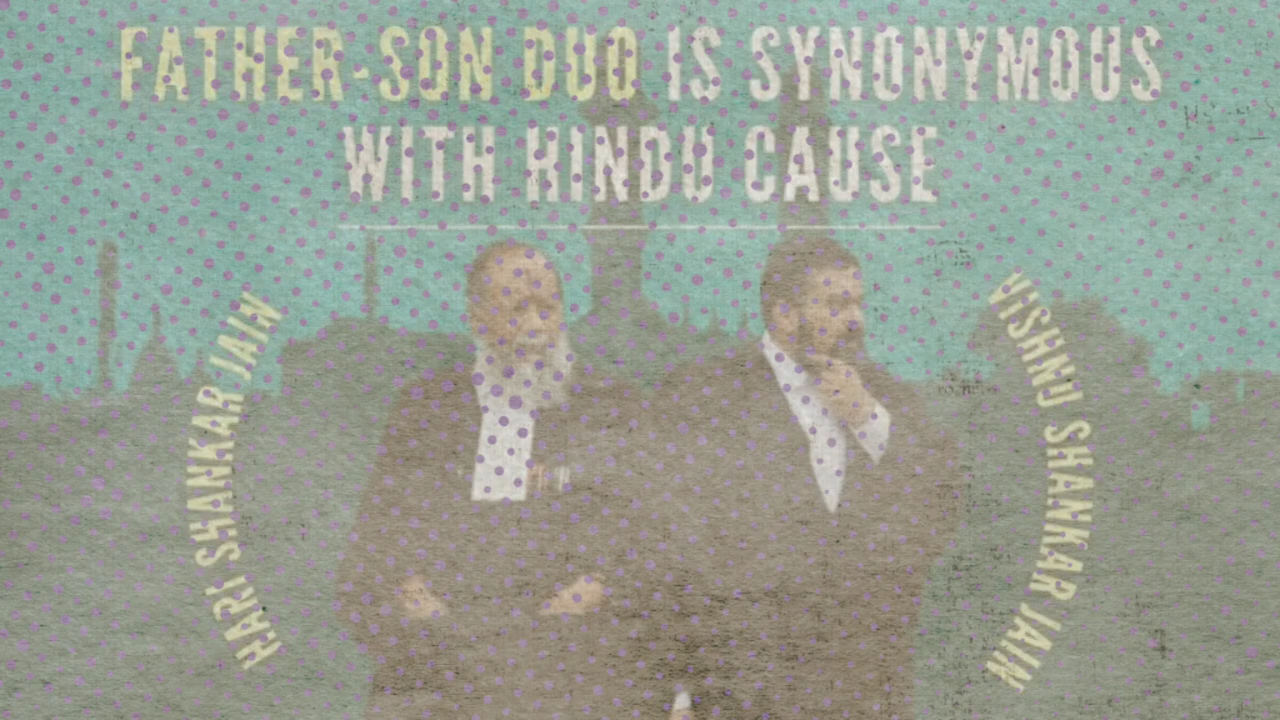 FATHER-SON DUO IS SYNONYMOUS
WITH HINDU CAUSE
HARI SHANKAR JAIN
VISHNU SHANKAR JAIN